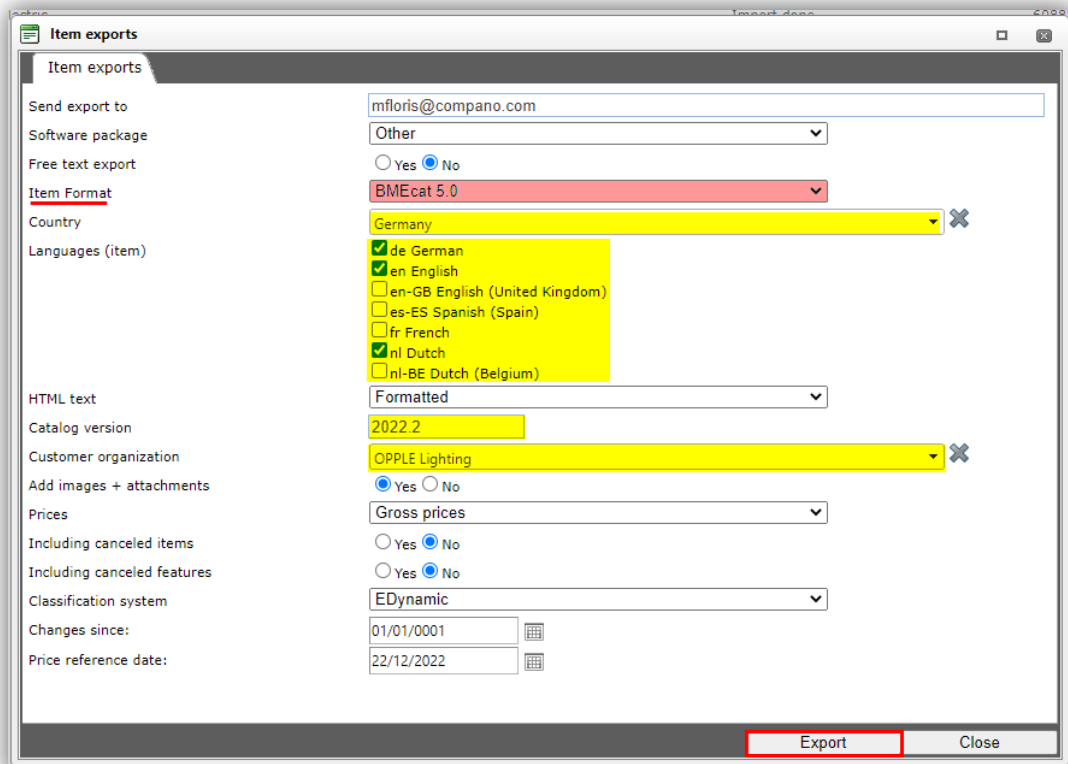 Import done
Item exports
Item exports
Send export to mfloris@compano.com
Software package Other
Free text export Yes No
Item Format BMEcat 5.0
Country Germany
Languages (item) de German
en English
en-GB English (United Kingdom)
es-ES Spanish (Spain)
fr French
nl Dutch
nl-BE Dutch (Belgium)
HTML text Formatted
Catalog version 2022.2
Customer organization OPPLE Lighting
Add images + attachments Yes No
Prices Gross prices
Including canceled items Yes No
Including canceled features Yes No
Classification system EDynamic
Changes since: 01/01/0001
Price reference date: 22/12/2022
Export Close